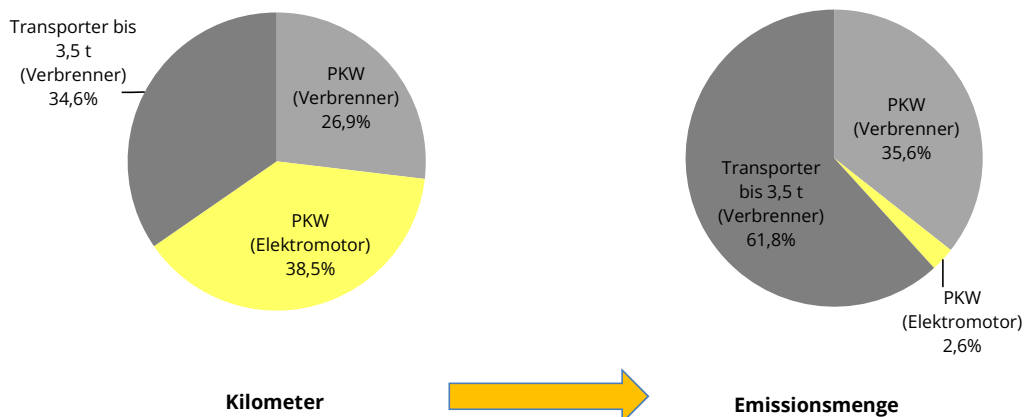 Transporter bis
3,5 t
(Verbrenner)
34,6%
PKW
(Verbrenner)
26,9%
PKW
(Elektromotor)
38,5%
Kilometer
PKW
(Verbrenner)
35,6%
Transporter
bis 3,5 t
(Verbrenner)
61,8%
PKW
(Elektromotor)
2,6%
Emissionsmenge